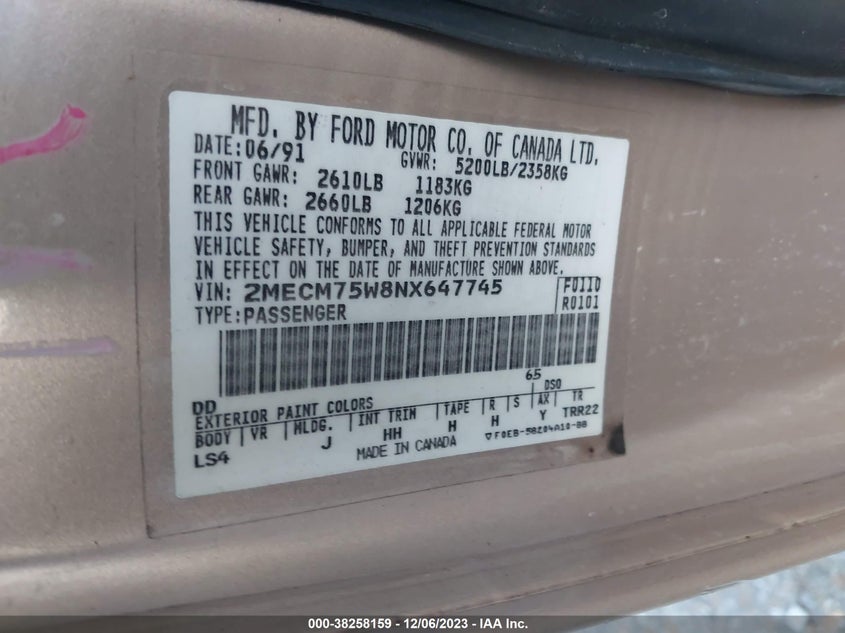 MFD. BY FORD MOTOR CO. OF CANADA LTD.
DATE: 06/91 GVWR: 5200LB/2358KG
FRONT GAWR: 2610LB 1183KG
REAR GAWR: 2660LB 1206KG
THIS VEHICLE CONFORMS TO ALL APPLICABLE FEDERAL MOTOR
VEHICLE SAFETY, BUMPER, AND THEFT PREVENTION STANDARDS
IN EFFECT ON THE DATE OF MANUFACTURE SHOWN ABOVE.
VIN: 2MECM75W8NX647745 F0110
TYPE: PASSENGER R0101
65
DD DSO
EXTERIOR PAINT COLORS
BODY | VR | MLDG. | INT TRIM | TAPE | R | S | AX | TR
LS4 J HH H H Y TRR22
MADE IN CANADA ▽F0EB-58204A10-BB
000-38258159 - 12/06/2023 - IAA Inc.